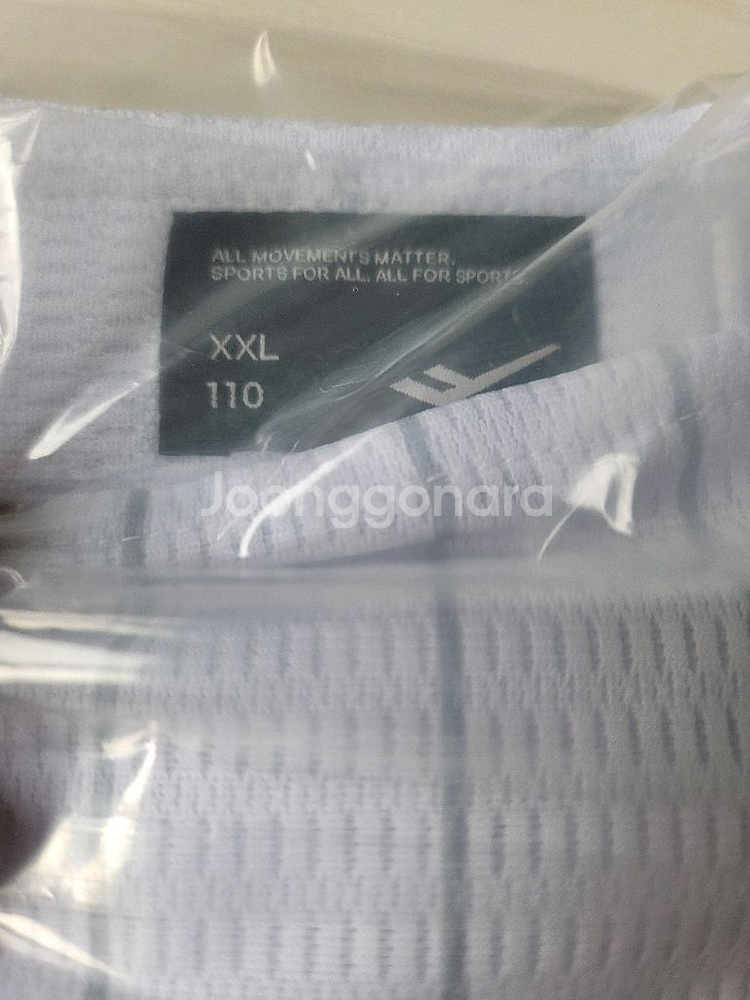 ALL MOVEMENTS MATTER.
SPORTS FOR ALL. ALL FOR SPORTS
XXL
110
Joonggonara